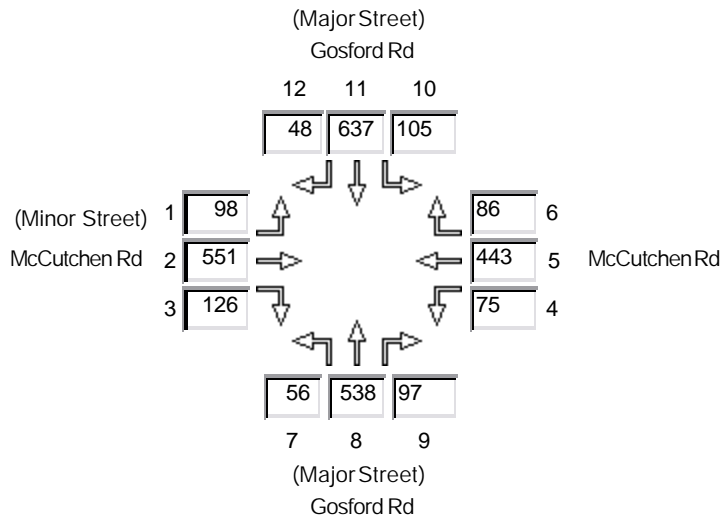 (Major Street)
Gosford Rd
12 11 10
48 637 105
(Minor Street) 1 98 86 6
McCutchen Rd 2 551 443 5 McCutchen Rd
3 126 75 4
56 538 97
7 8 9
(Major Street)
Gosford Rd